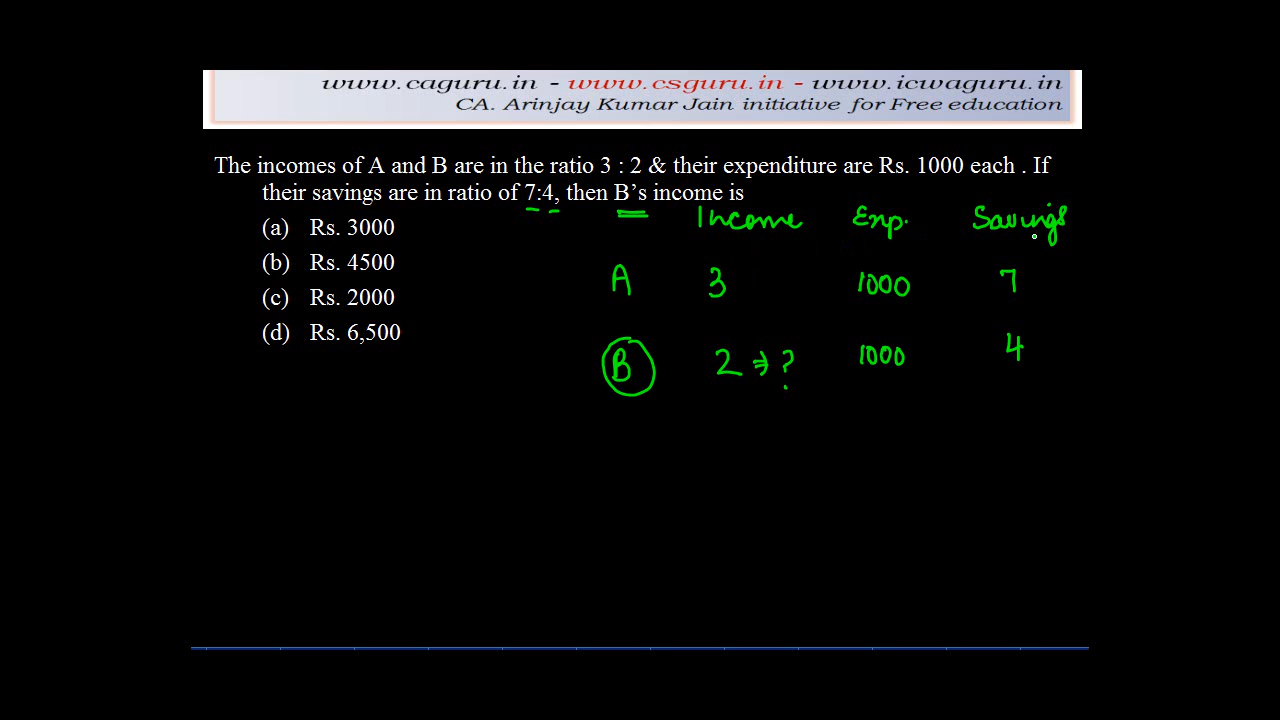 www.caguru.in - www.csguru.in - www.icwaguru.in
CA. Arinjay Kumar Jain initiative for Free education
The incomes of A and B are in the ratio 3 : 2 & their expenditure are Rs. 1000 each . If
their savings are in ratio of 7:4, then B's income is
(a) Rs. 3000
(b) Rs. 4500
(c) Rs. 2000
(d) Rs. 6,500
Income Exp. Savings
A 3 1000 7
B 2 ⇒ ? 1000 4